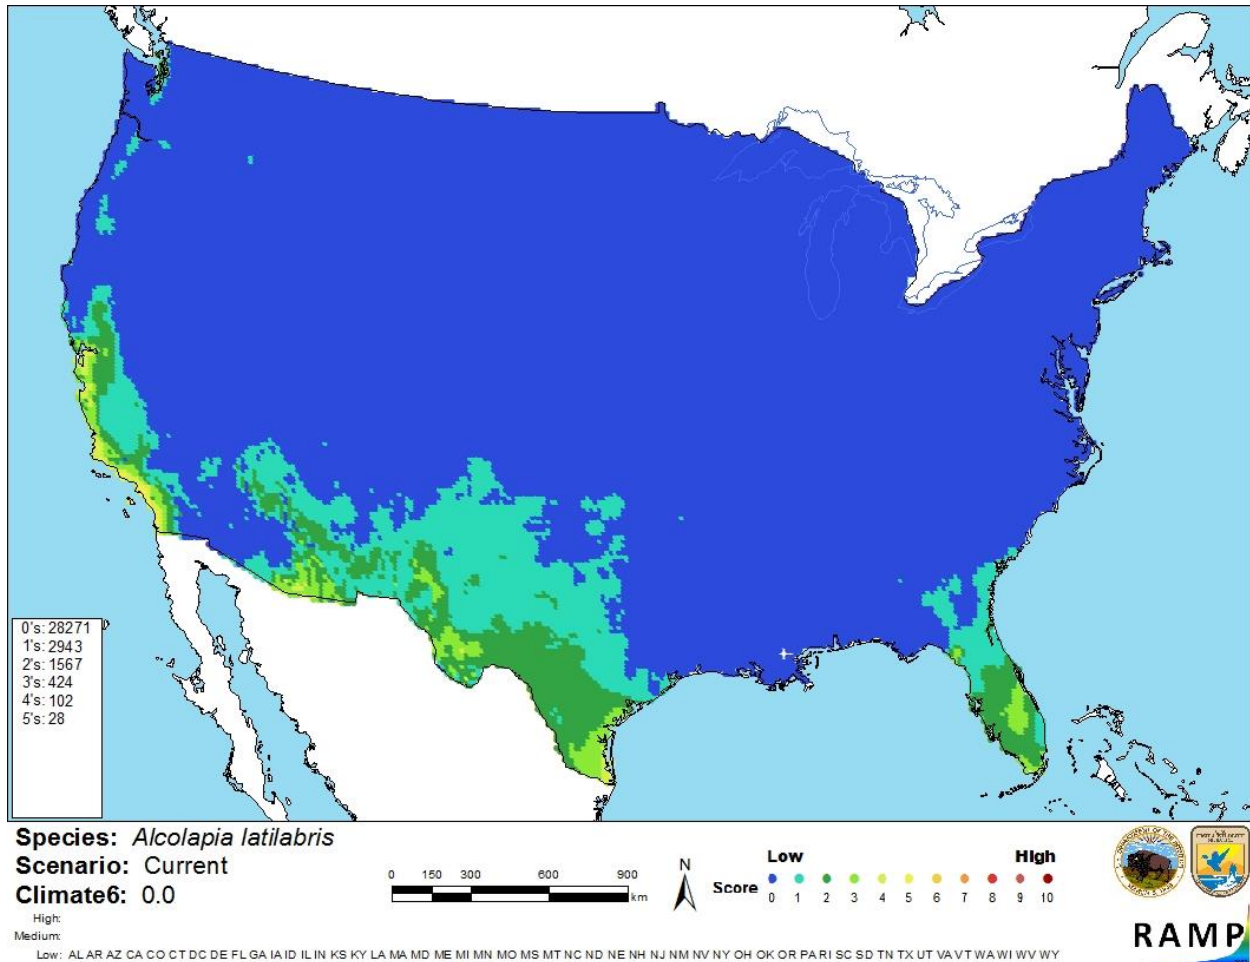 0's: 28271
1's: 2943
2's: 1567
3's: 424
4's: 102
5's: 28
Species: Alcolapia latilabris
Scenario: Current
Climate6: 0.0
High:
Medium:
Low: AL AR AZ CA CO CT DC DE FL GA IA ID IL IN KS KY LA MA MD ME MI MN MO MS MT NC ND NE NH NJ NM NV NY OH OK OR PA RI SC SD TN TX UT VA VT WA WI WV WY
0 150 300 600 900
km
N
Low High
Score 0 1 2 3 4 5 6 7 8 9 10
RAMP